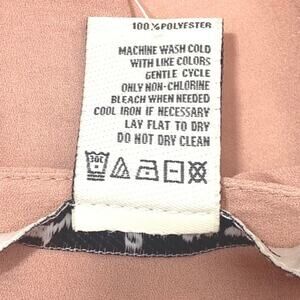 100% POLYESTER
MACHINE WASH COLD
WITH LIKE COLORS
GENTLE CYCLE
ONLY NON-CHLORINE
BLEACH WHEN NEEDED
COOL IRON IF NECESSARY
LAY FLAT TO DRY
DO NOT DRY CLEAN
30C